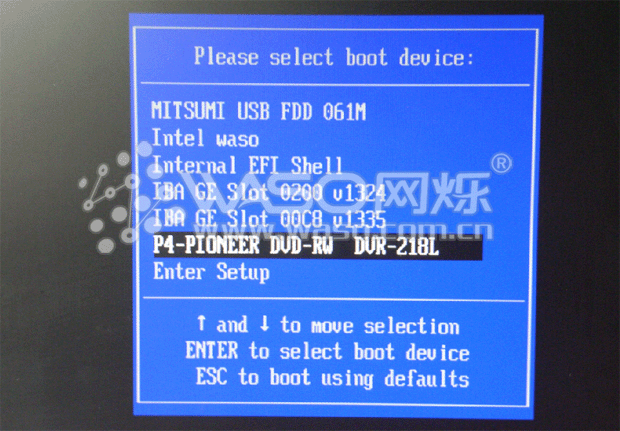 Please select boot device:
MITSUMI USB FDD 061M
Intel waso
Internal EFI Shell
IBA GE Slot 0200 v1324
IBA GE Slot 00C8 v1335
P4-PIONEER DVD-RW DVR-218L
Enter Setup
↑ and ↓ to move selection
ENTER to select boot device
ESC to boot using defaults
WASO网烁®
www.waso.com.cn